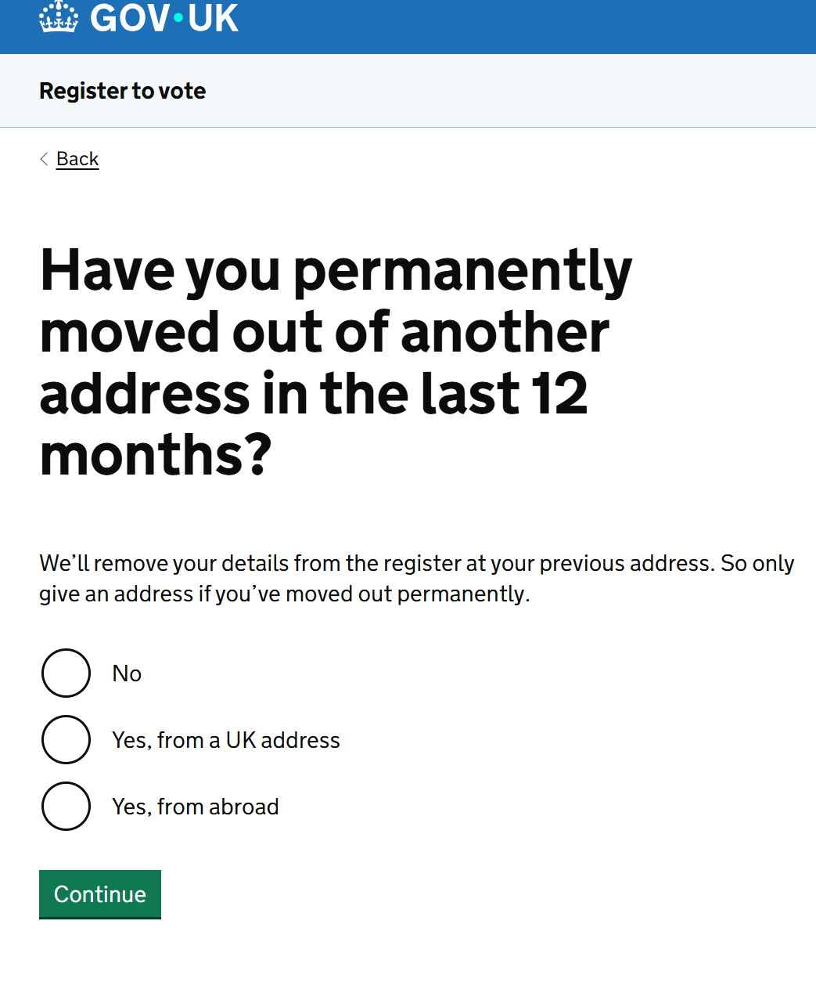 GOV·UK
Register to vote
Back
Have you permanently
moved out of another
address in the last 12
months?
We’ll remove your details from the register at your previous address. So only
give an address if you’ve moved out permanently.
No
Yes, from a UK address
Yes, from abroad
Continue